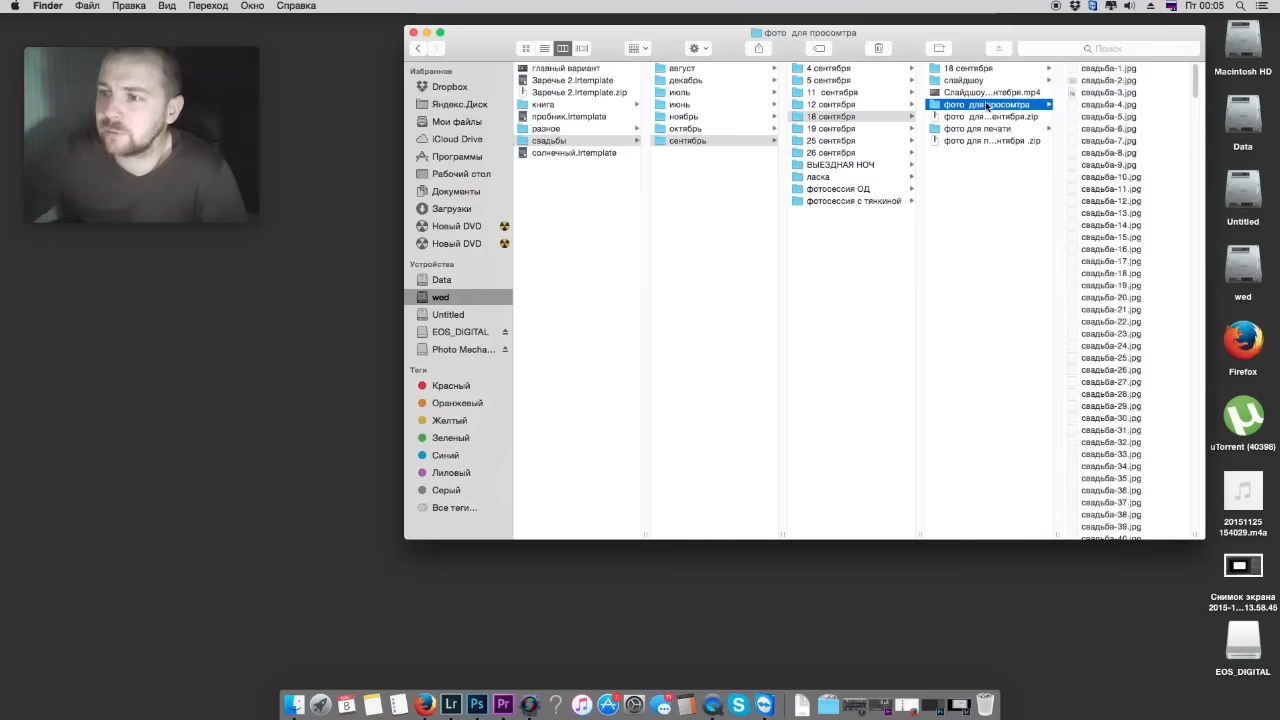 Finder Файл Правка Вид Переход Окно Справка
Пт 00:05
фото для просомтра
Поиск
Избранное
Dropbox
Яндекс.Диск
Мои файлы
iCloud Drive
Программы
Рабочий стол
Документы
Загрузки
Новый DVD
Новый DVD
Устройства
Data
wed
Untitled
EOS_DIGITAL
Photo Mecha...
Теги
Красный
Оранжевый
Желтый
Зеленый
Синий
Лиловый
Серый
Все теги...
главный вариант
Заречье 2.lrtemplate
Заречье 2.lrtemplate.zip
книга
пробник.lrtemplate
разное
свадьбы
солнечный.lrtemplate
август
декабрь
июль
июнь
ноябрь
октябрь
сентябрь
4 сентября
5 сентября
11 сентября
12 сентября
18 сентября
19 сентября
25 сентября
26 сентября
ВЫЕЗДНАЯ НОЧ
ласка
фотосессия ОД
фотосессия с тянкиной
18 сентября
слайдшоу
Слайдшоу...нтебря.mp4
фото для просомтра
фото для...ентября.zip
фото для печати
фото для п...нтября .zip
свадьба-1.jpg
свадьба-2.jpg
свадьба-3.jpg
свадьба-4.jpg
свадьба-5.jpg
свадьба-6.jpg
свадьба-7.jpg
свадьба-8.jpg
свадьба-9.jpg
свадьба-10.jpg
свадьба-11.jpg
свадьба-12.jpg
свадьба-13.jpg
свадьба-14.jpg
свадьба-15.jpg
свадьба-16.jpg
свадьба-17.jpg
свадьба-18.jpg
свадьба-19.jpg
свадьба-20.jpg
свадьба-21.jpg
свадьба-22.jpg
свадьба-23.jpg
свадьба-24.jpg
свадьба-25.jpg
свадьба-26.jpg
свадьба-27.jpg
свадьба-28.jpg
свадьба-29.jpg
свадьба-30.jpg
свадьба-31.jpg
свадьба-32.jpg
свадьба-33.jpg
свадьба-34.jpg
свадьба-35.jpg
свадьба-36.jpg
свадьба-37.jpg
свадьба-38.jpg
свадьба-39.jpg
свадьба-40.jpg
Macintosh HD
Data
Untitled
wed
Firefox
uTorrent (40398)
20151125
154029.m4a
Снимок экрана
2015-1...13.58.45
EOS_DIGITAL
Lr
Ps
Pr